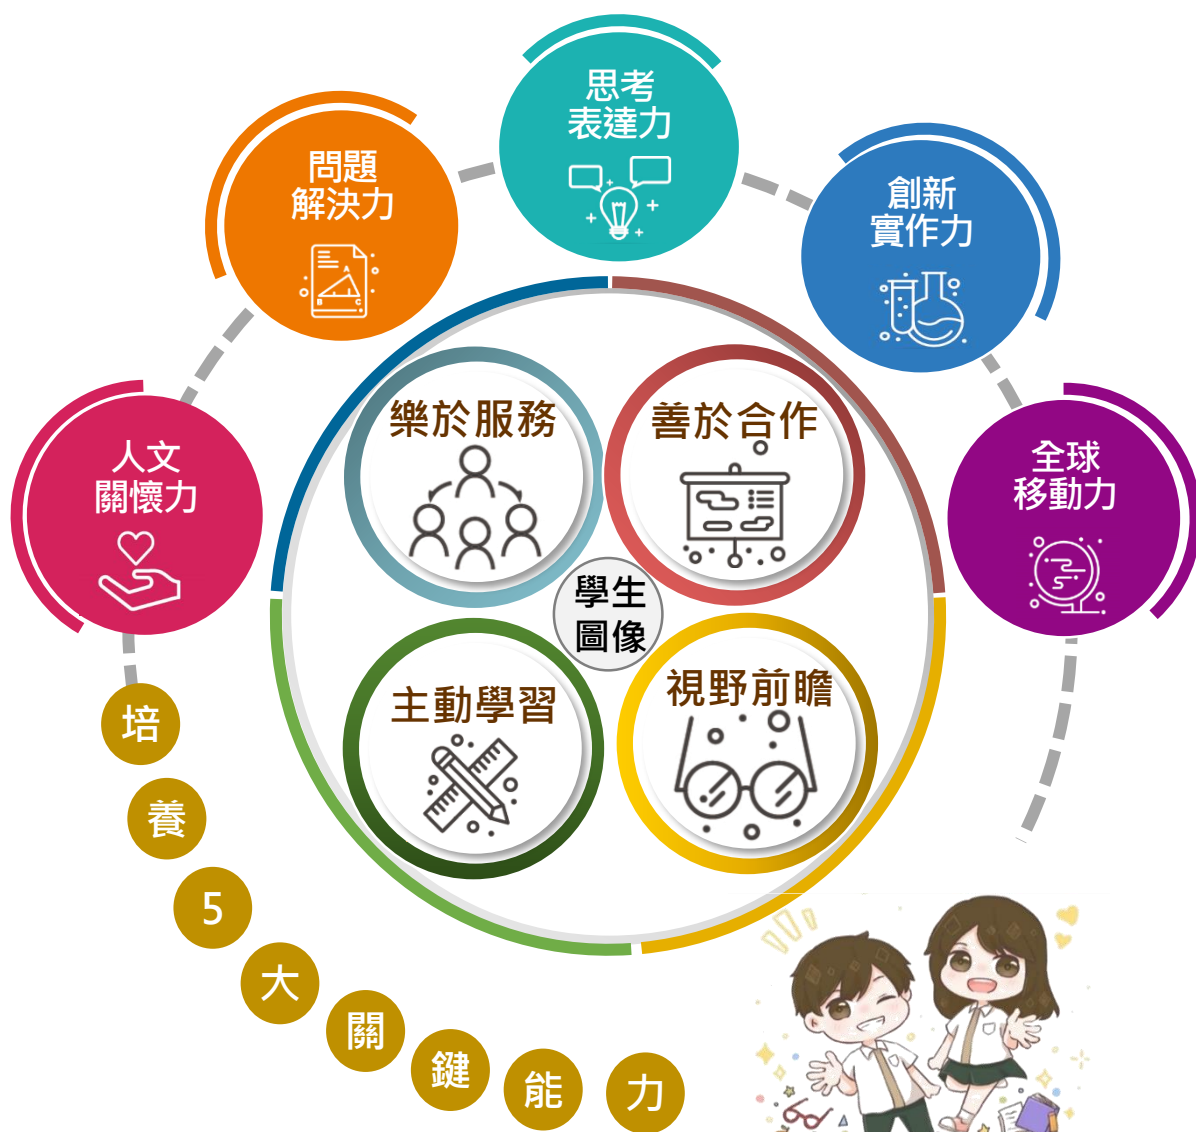 思考
表達力
問題
解決力
創新
實作力
人文
關懷力
全球
移動力
樂於服務
善於合作
學生
圖像
主動學習
視野前瞻
培
養
5
大
關
鍵
能
力
A
B
C